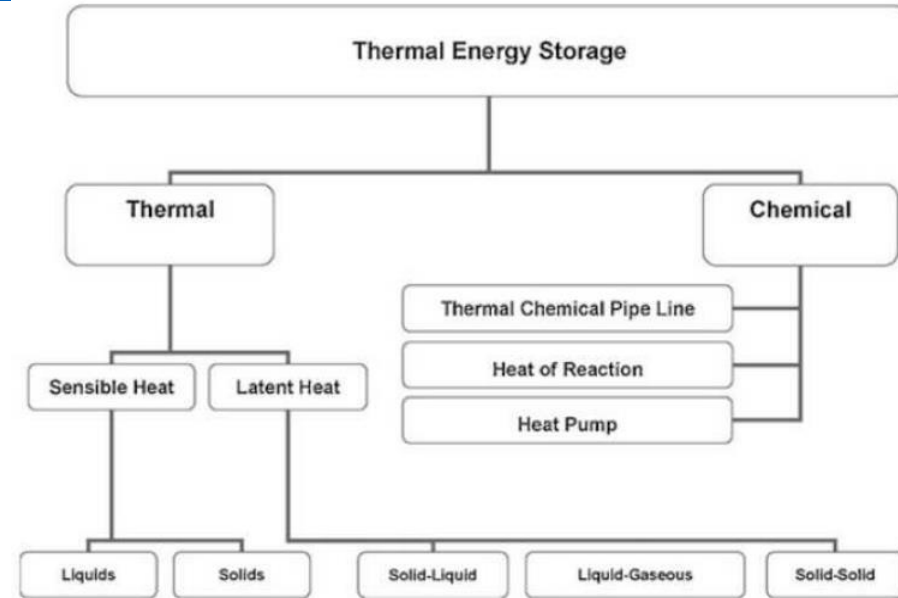 Thermal Energy Storage
Thermal
Chemical
Thermal Chemical Pipe Line
Heat of Reaction
Heat Pump
Sensible Heat
Latent Heat
Liquids
Solids
Solid-Liquid
Liquid-Gaseous
Solid-Solid